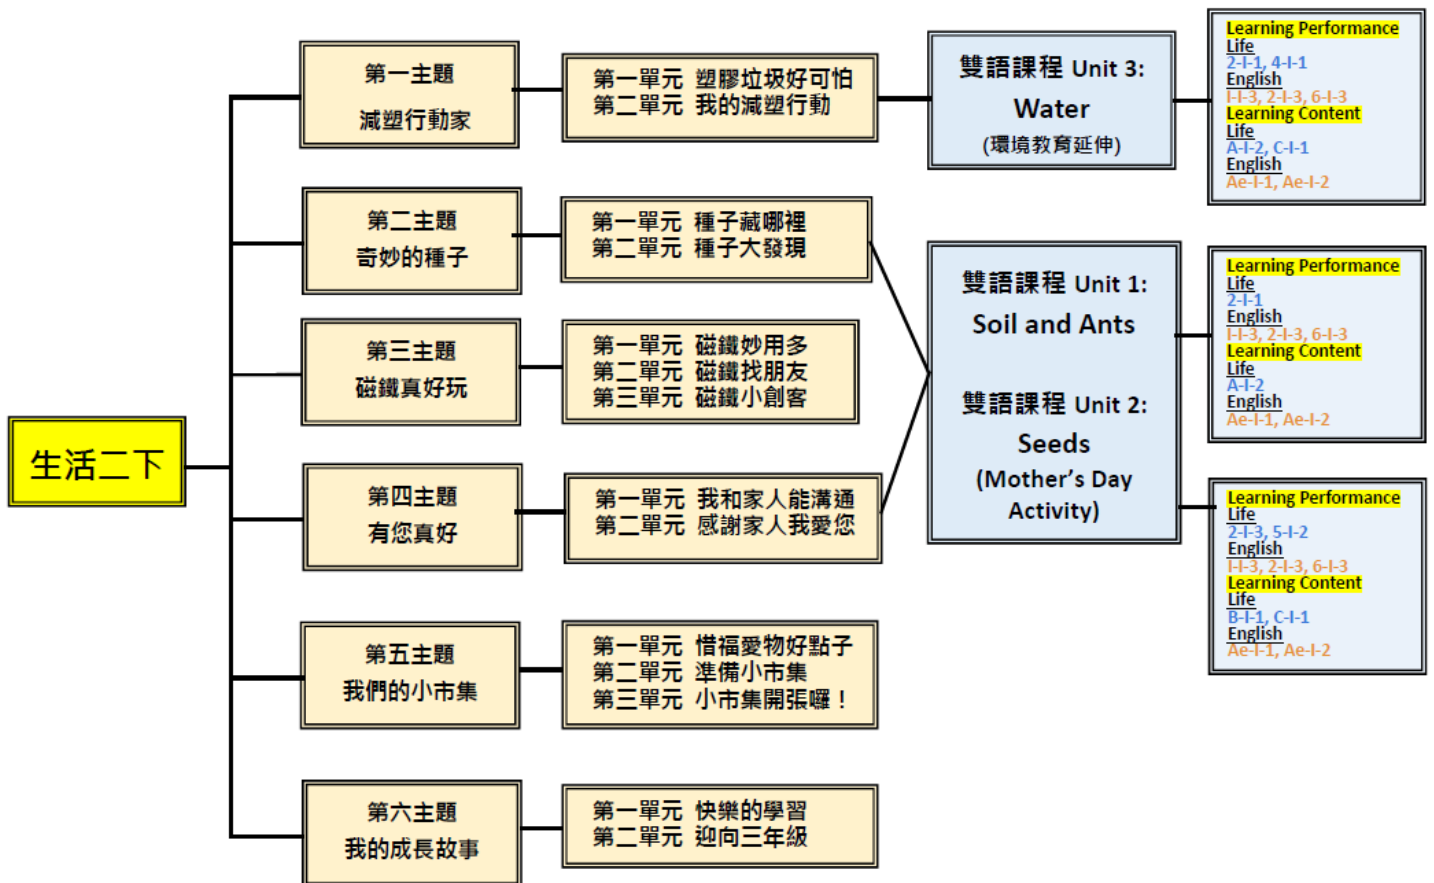 生活二下
第一主題
減塑行動家
第一單元 塑膠垃圾好可怕
第二單元 我的減塑行動
雙語課程 Unit 3:
Water
(環境教育延伸)
Learning Performance
Life
2-I-1, 4-I-1
English
I-I-3, 2-I-3, 6-I-3
Learning Content
Life
A-I-2, C-I-1
English
Ae-I-1, Ae-I-2
第二主題
奇妙的種子
第一單元 種子藏哪裡
第二單元 種子大發現
第三主題
磁鐵真好玩
第一單元 磁鐵妙用多
第二單元 磁鐵找朋友
第三單元 磁鐵小創客
第四主題
有您真好
第一單元 我和家人能溝通
第二單元 感謝家人我愛您
雙語課程 Unit 1:
Soil and Ants
雙語課程 Unit 2:
Seeds
(Mother's Day
Activity)
Learning Performance
Life
2-I-1
English
I-I-3, 2-I-3, 6-I-3
Learning Content
Life
A-I-2
English
Ae-I-1, Ae-I-2
Learning Performance
Life
2-I-3, 5-I-2
English
I-I-3, 2-I-3, 6-I-3
Learning Content
Life
B-I-1, C-I-1
English
Ae-I-1, Ae-I-2
第五主題
我們的小市集
第一單元 惜福愛物好點子
第二單元 準備小市集
第三單元 小市集開張囉！
第六主題
我的成長故事
第一單元 快樂的學習
第二單元 迎向三年級